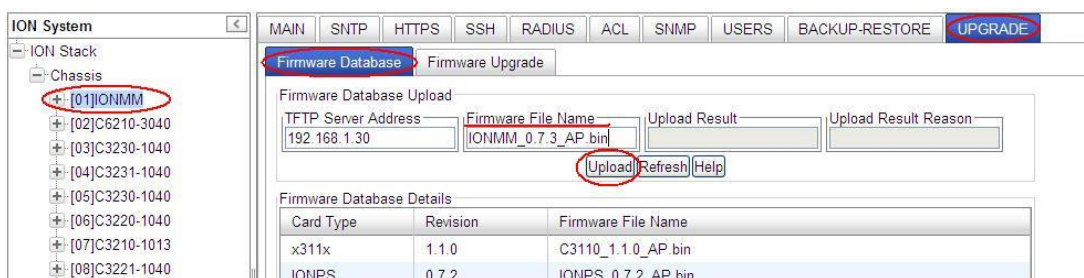 ION System <
MAIN SNTP HTTPS SSH RADIUS ACL SNMP USERS BACKUP-RESTORE UPGRADE
ION Stack
Chassis
[01]IONMM
[02]C6210-3040
[03]C3230-1040
[04]C3231-1040
[05]C3230-1040
[06]C3220-1040
[07]C3210-1013
[08]C3221-1040
Firmware Database Firmware Upgrade
Firmware Database Upload
TFTP Server Address Firmware File Name Upload Result Upload Result Reason
192.168.1.30 IONMM_0.7.3_AP.bin
Upload Refresh Help
Firmware Database Details
Card Type Revision Firmware File Name
x311x 1.1.0 C3110_1.1.0_AP.bin
IONPS 0.7.2 IONPS_0.7.2_AP.bin